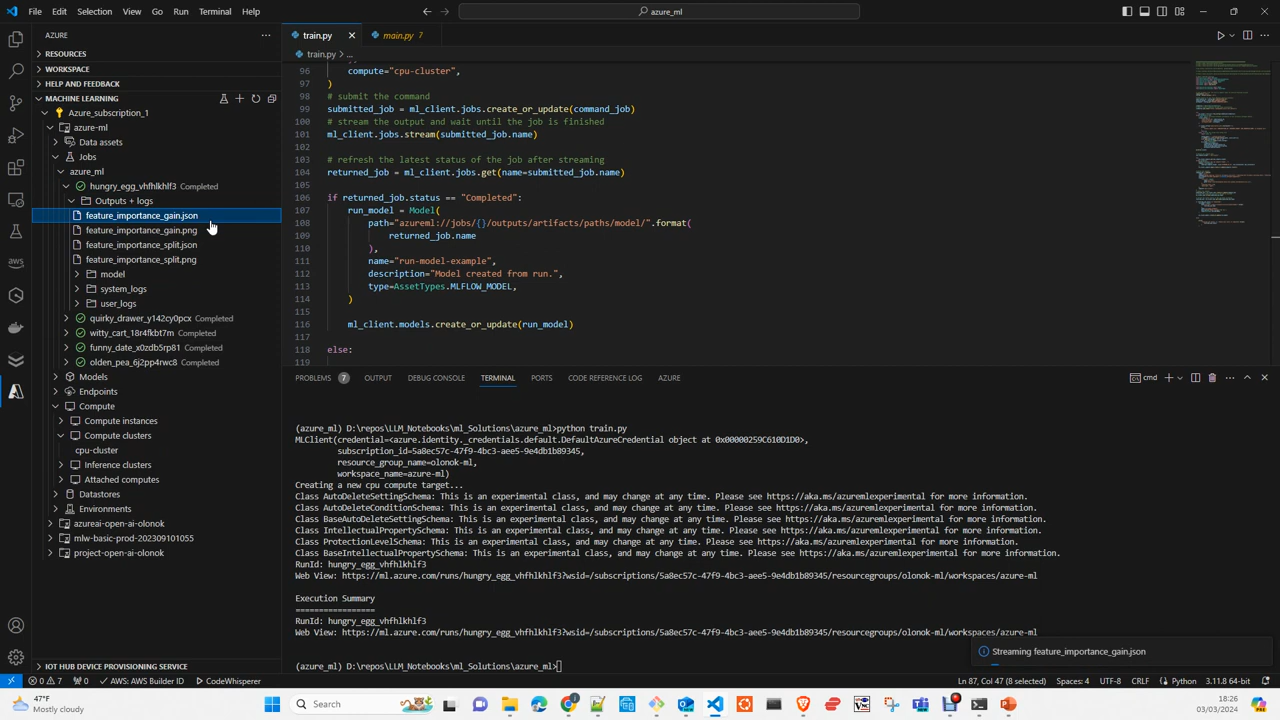 File Edit Selection View Go Run Terminal Help
azure_ml
AZURE
RESOURCES
WORKSPACE
HELP AND FEEDBACK
MACHINE LEARNING
Azure_subscription_1
azure-ml
Data assets
Jobs
azure_ml
hungry_egg_vhflhklhlf3 Completed
Outputs + logs
feature_importance_gain.json
feature_importance_gain.png
feature_importance_split.json
feature_importance_split.png
model
system_logs
user_logs
quirky_drawer_y142cy0pcx Completed
witty_cart_18r4fkbt7m Completed
funny_date_x0zdb5rp81 Completed
olden_pea_6j2pp4rwc8 Completed
Models
Endpoints
Compute
Compute instances
Compute clusters
cpu-cluster
Inference clusters
Attached computes
Datastores
Environments
azureai-open-ai-olonok
mlw-basic-prod-202309101055
project-open-ai-olonok
IOT HUB DEVICE PROVISIONING SERVICE
train.py
main.py 7
train.py > ...
96 compute="cpu-cluster",
97 )
98 # submit the command
99 submitted_job = ml_client.jobs.create_or_update(command_job)
100 # stream the output and wait until the job is finished
101 ml_client.jobs.stream(submitted_job.name)
102
103 # refresh the latest status of the job after streaming
104 returned_job = ml_client.jobs.get(name=submitted_job.name)
105
106 if returned_job.status == "Completed":
107 run_model = Model(
108 path="azureml://jobs/{}/outputs/artifacts/paths/model/".format(
109 returned_job.name
110 ),
111 name="run-model-example",
112 description="Model created from run.",
113 type=AssetTypes.MLFLOW_MODEL,
114 )
116 ml_client.models.create_or_update(run_model)
117
118 else:
119
PROBLEMS 7 OUTPUT DEBUG CONSOLE TERMINAL PORTS CODE REFERENCE LOG AZURE
cmd
(azure_ml) D:\repos\LLM_Notebooks\ml_Solutions\azure_ml>python train.py
MLClient(credential=<azure.identity._credentials.default.DefaultAzureCredential object at 0x00000259C610D1D0>,
subscription_id=5a8ec57c-47f9-4bc3-aee5-9e4db1b89345,
resource_group_name=olonok-ml,
workspace_name=azure-ml)
Creating a new cpu compute target...
Class AutoDeleteSettingSchema: This is an experimental class, and may change at any time. Please see https://aka.ms/azuremlexperimental for more information.
Class AutoDeleteConditionSchema: This is an experimental class, and may change at any time. Please see https://aka.ms/azuremlexperimental for more information.
Class BaseAutoDeleteSettingSchema: This is an experimental class, and may change at any time. Please see https://aka.ms/azuremlexperimental for more information.
Class IntellectualPropertySchema: This is an experimental class, and may change at any time. Please see https://aka.ms/azuremlexperimental for more information.
Class ProtectionLevelSchema: This is an experimental class, and may change at any time. Please see https://aka.ms/azuremlexperimental for more information.
Class BaseIntellectualPropertySchema: This is an experimental class, and may change at any time. Please see https://aka.ms/azuremlexperimental for more information.
RunId: hungry_egg_vhflhklhlf3
Web View: https://ml.azure.com/runs/hungry_egg_vhflhklhlf3?wsid=/subscriptions/5a8ec57c-47f9-4bc3-aee5-9e4db1b89345/resourcegroups/olonok-ml/workspaces/azure-ml
Execution Summary
=================
RunId: hungry_egg_vhflhklhlf3
Web View: https://ml.azure.com/runs/hungry_egg_vhflhklhlf3?wsid=/subscriptions/5a8ec57c-47f9-4bc3-aee5-9e4db1b89345/resourcegroups/olonok-ml/workspaces/azure-ml
(azure_ml) D:\repos\LLM_Notebooks\ml_Solutions\azure_ml>
Streaming feature_importance_gain.json
0 7 0 AWS: AWS Builder ID CodeWhisperer
Ln 87, Col 47 (8 selected) Spaces: 4 UTF-8 CRLF Python 3.11.8 64-bit
47°F
Mostly cloudy
Search
18:26
03/03/2024